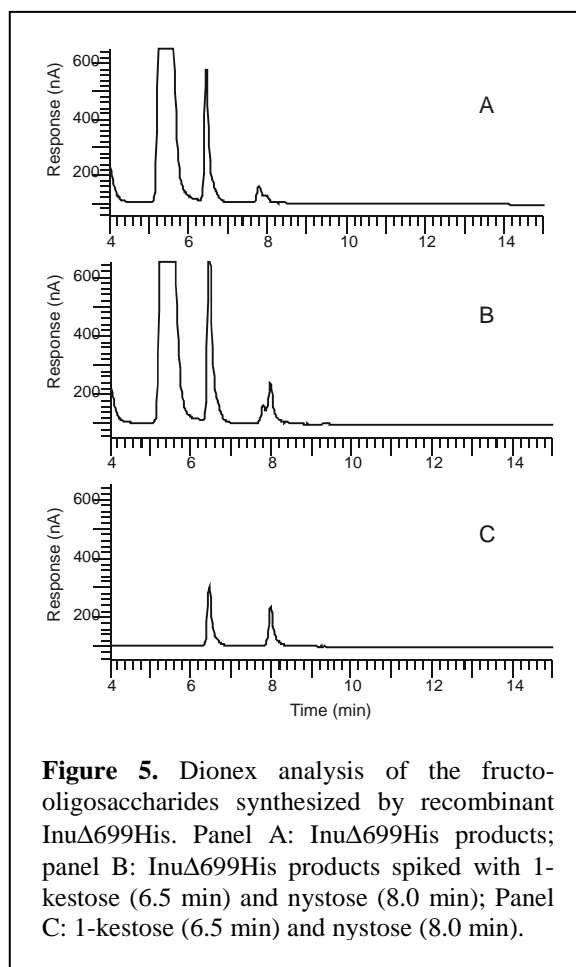 600
400
200
Response (nA)
A
4 6 8 10 12 14
600
400
200
Response (nA)
B
4 6 8 10 12 14
600
400
200
Response (nA)
C
4 6 8 10 12 14
Time (min)
Figure 5. Dionex analysis of the fructo-
oligosaccharides synthesized by recombinant
InuΔ699His. Panel A: InuΔ699His products;
panel B: InuΔ699His products spiked with 1-
kestose (6.5 min) and nystose (8.0 min); Panel
C: 1-kestose (6.5 min) and nystose (8.0 min).